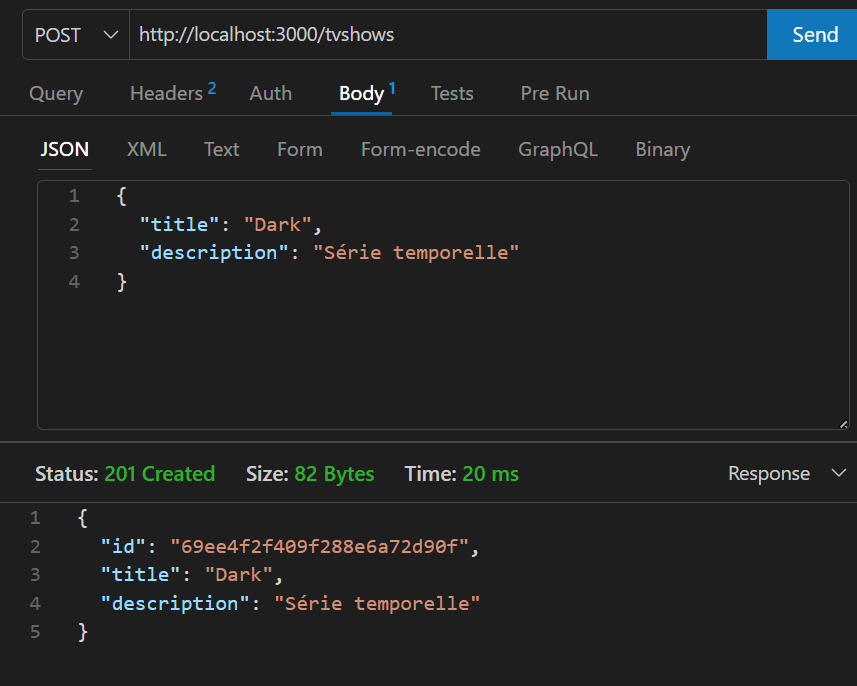 POST http://localhost:3000/tvshows Send
Query Headers 2 Auth Body 1 Tests Pre Run
JSON XML Text Form Form-encode GraphQL Binary
1 {
2 "title": "Dark",
3 "description": "Série temporelle"
4 }
Status: 201 Created Size: 82 Bytes Time: 20 ms Response
1 {
2 "id": "69ee4f2f409f288e6a72d90f",
3 "title": "Dark",
4 "description": "Série temporelle"
5 }